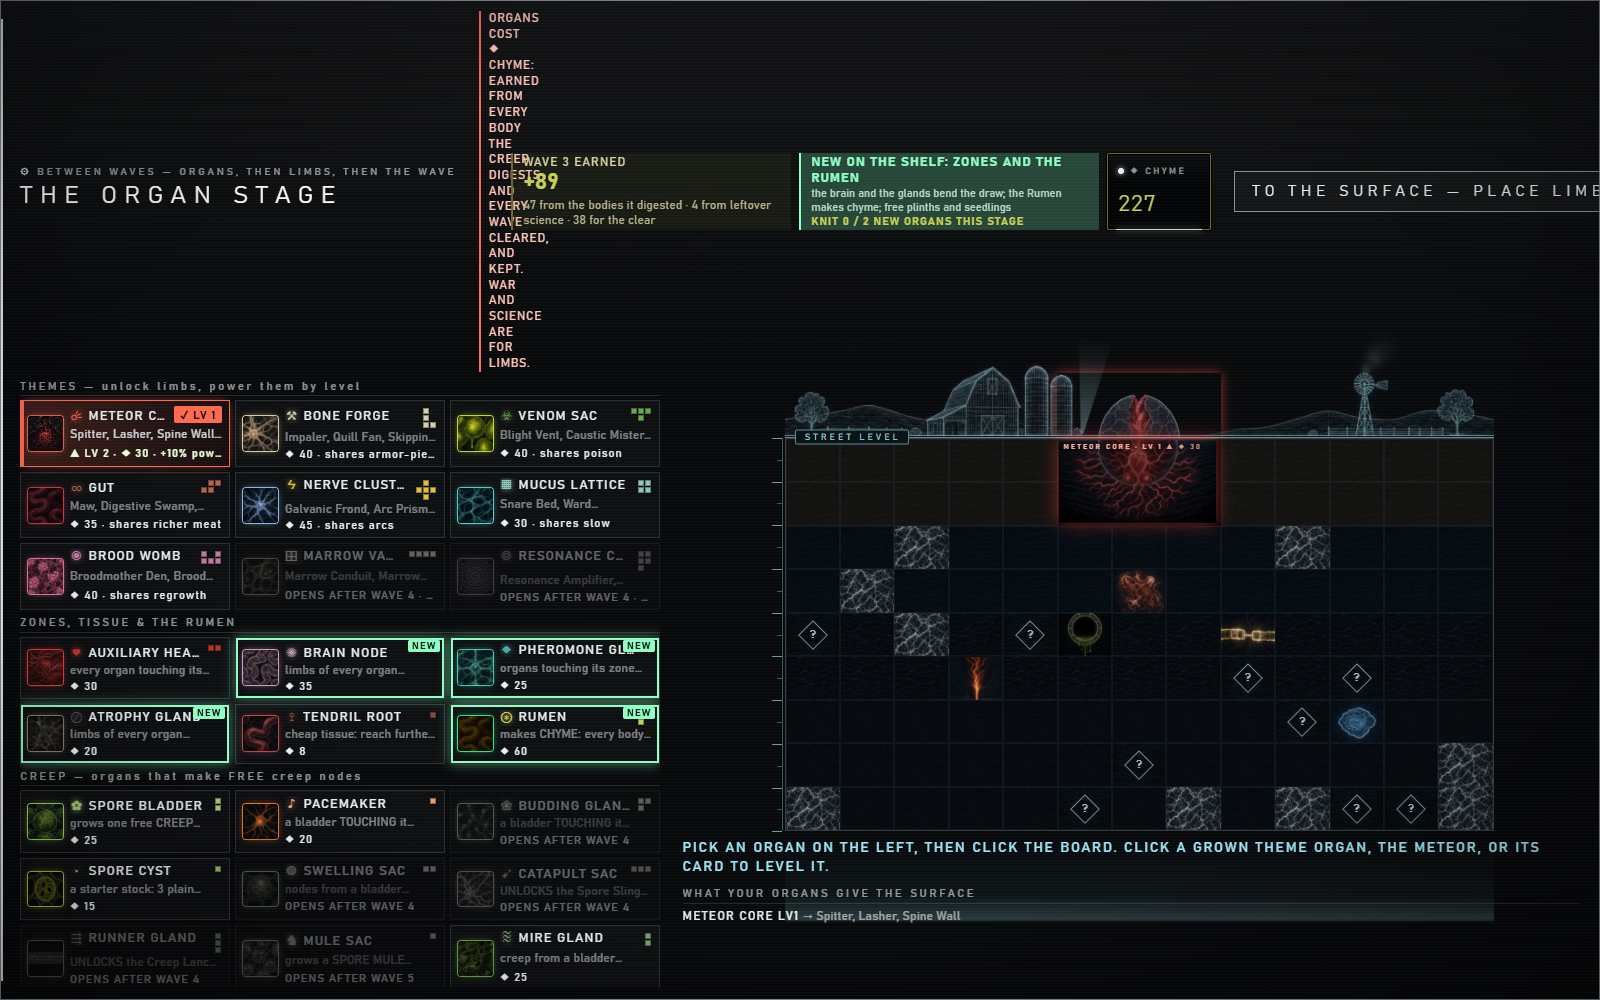 ORGANS
COST
◆
CHYME:
EARNED
FROM
EVERY
BODY
THE
CREEP
DIGESTS
AND
EVERY
WAVE
CLEARED,
AND
KEPT.
WAR
AND
SCIENCE
ARE
FOR
LIMBS.
BETWEEN WAVES — ORGANS, THEN LIMBS, THEN THE WAVE
THE ORGAN STAGE
WAVE 3 EARNED
+89
47 from the bodies it digested · 4 from leftover
science · 38 for the clear
NEW ON THE SHELF: ZONES AND THE
RUMEN
the brain and the glands bend the draw; the Rumen
makes chyme; free plinths and seedlings
KNIT 0 / 2 NEW ORGANS THIS STAGE
◆ CHYME
227
TO THE SURFACE — PLACE LIMB
THEMES — unlock limbs, power them by level
METEOR C... ✓ LV 1
Spitter, Lasher, Spine Wall...
▲ LV 2 · ◆ 30 · +10% pow...
BONE FORGE
Impaler, Quill Fan, Skippin...
◆ 40 · shares armor-pie...
VENOM SAC
Blight Vent, Caustic Mister...
◆ 40 · shares poison
GUT
Maw, Digestive Swamp,...
◆ 35 · shares richer meat
NERVE CLUST...
Galvanic Frond, Arc Prism...
◆ 45 · shares arcs
MUCUS LATTICE
Snare Bed, Ward...
◆ 30 · shares slow
BROOD WOMB
Broodmother Den, Brood...
◆ 40 · shares regrowth
MARROW VA...
Marrow Conduit, Marrow...
OPENS AFTER WAVE 4 · ...
RESONANCE C...
Resonance Amplifier,...
OPENS AFTER WAVE 4 · ...
ZONES, TISSUE & THE RUMEN
AUXILIARY HEA...
every organ touching its...
◆ 30
BRAIN NODE NEW
limbs of every organ...
◆ 35
PHEROMONE GL... NEW
organs touching its zone...
◆ 25
ATROPHY GLAN NEW
limbs of every organ...
◆ 20
TENDRIL ROOT
cheap tissue: reach furthe...
◆ 8
RUMEN NEW
makes CHYME: every body...
◆ 60
CREEP — organs that make FREE creep nodes
SPORE BLADDER
grows one free CREEP...
◆ 25
PACEMAKER
a bladder TOUCHING it...
◆ 20
BUDDING GLAN...
a bladder TOUCHING it...
OPENS AFTER WAVE 4
SPORE CYST
a starter stock: 3 plain...
◆ 15
SWELLING SAC
nodes from a bladder...
OPENS AFTER WAVE 4
CATAPULT SAC
UNLOCKS the Spore Sling...
OPENS AFTER WAVE 4
RUNNER GLAND
UNLOCKS the Creep Lanc...
OPENS AFTER WAVE 4
MULE SAC
grows a SPORE MULE...
OPENS AFTER WAVE 5
MIRE GLAND
creep from a bladder...
◆ 25
STREET LEVEL
METEOR CORE · LV 1 ▲ ◆ 30
?
?
?
?
?
?
?
?
?
PICK AN ORGAN ON THE LEFT, THEN CLICK THE BOARD. CLICK A GROWN THEME ORGAN, THE METEOR, OR ITS
CARD TO LEVEL IT.
WHAT YOUR ORGANS GIVE THE SURFACE
METEOR CORE LV1 → Spitter, Lasher, Spine Wall